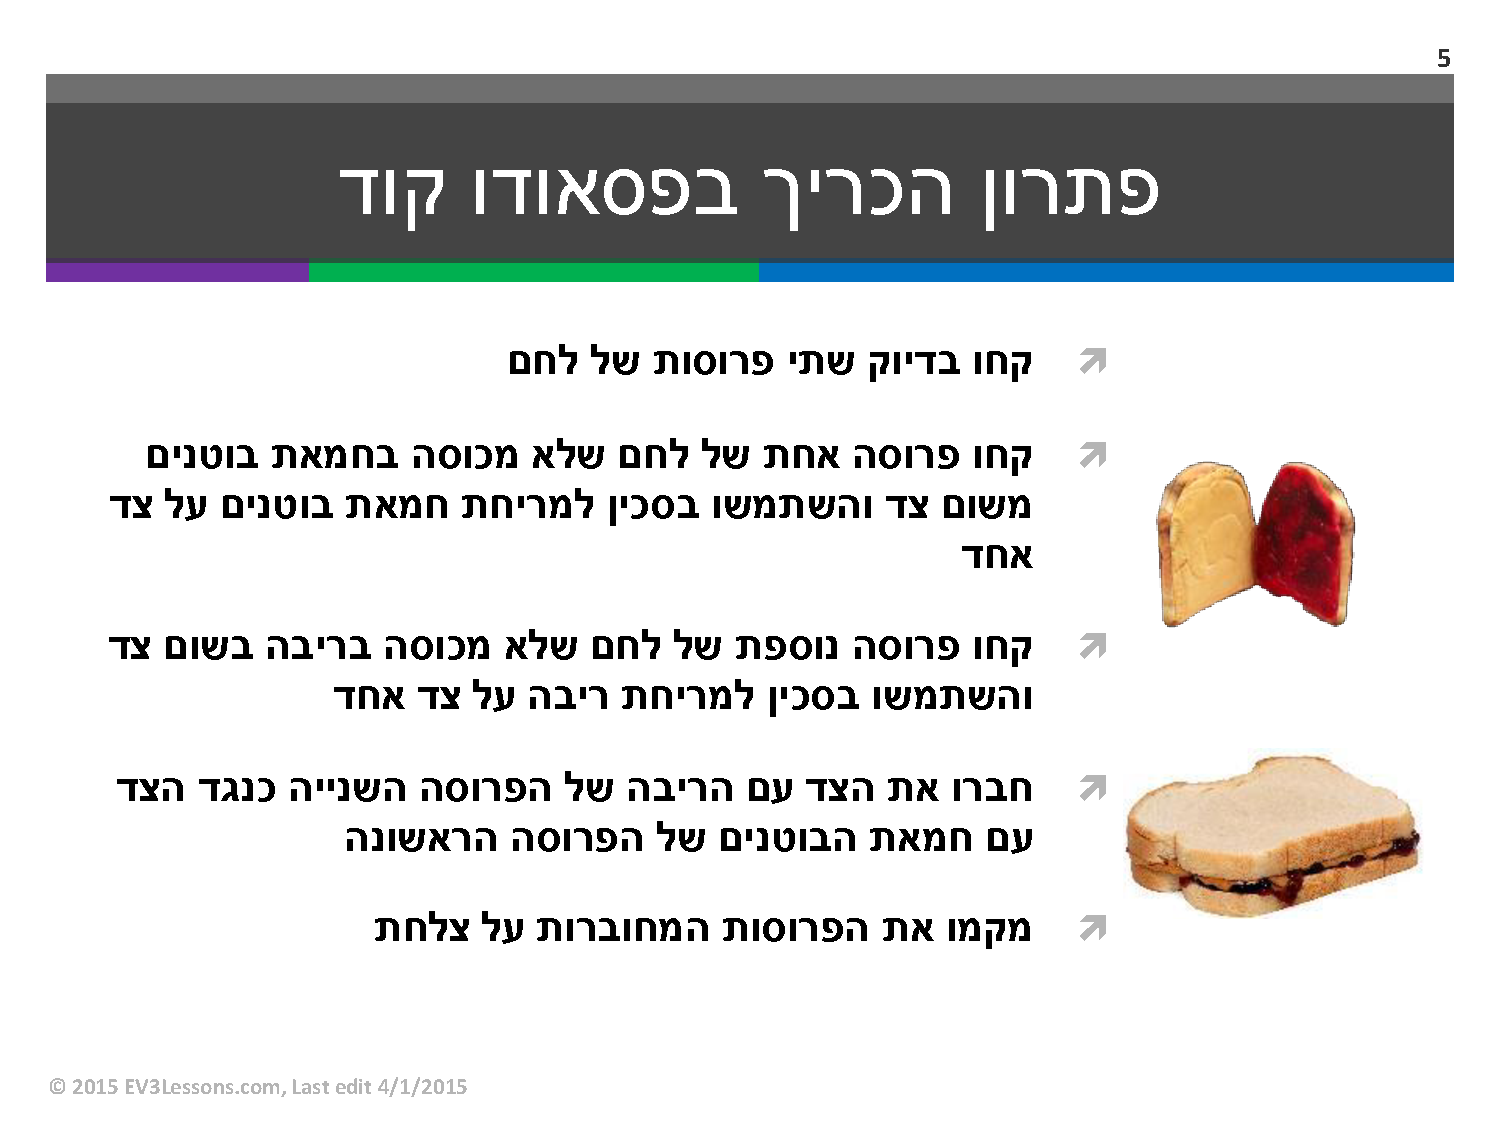 5
פתרון הכריך בפסאודו קוד
קחו בדיוק שתי פרוסות של לחם
קחו פרוסה אחת של לחם שלא מכוסה בחמאת בוטנים
משום צד והשתמשו בסכין למריחת חמאת בוטנים על צד
אחד
קחו פרוסה נוספת של לחם שלא מכוסה בריבה בשום צד
והשתמשו בסכין למריחת ריבה על צד אחד
חברו את הצד עם הריבה של הפרוסה השנייה כנגד הצד
עם חמאת הבוטנים של הפרוסה הראשונה
מקמו את הפרוסות המחוברות על צלחת
© 2015 EV3Lessons.com, Last edit 4/1/2015